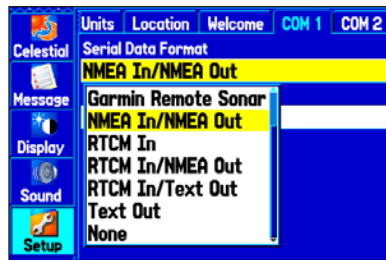 Units Location Welcome COM 1 COM 2
Celestial
Serial Data Format
NMEA In/NMEA Out
Message
Garmin Remote Sonar
NMEA In/NMEA Out
Display
RTCM In
RTCM In/NMEA Out
Sound
RTCM In/Text Out
Text Out
Setup
None